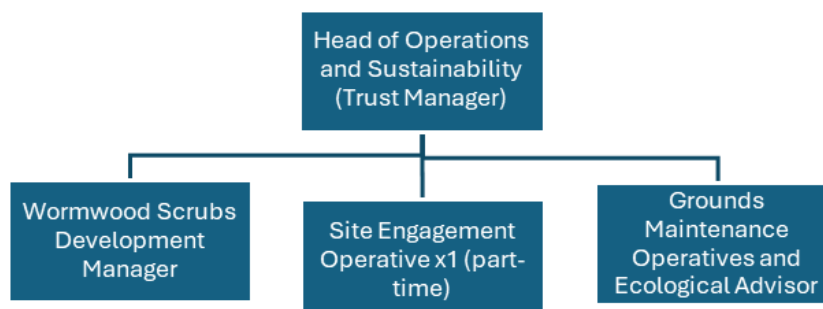 Head of Operations
and Sustainability
(Trust Manager)
Wormwood Scrubs
Development
Manager
Site Engagement
Operative x1 (part-
time)
Grounds
Maintenance
Operatives and
Ecological Advisor